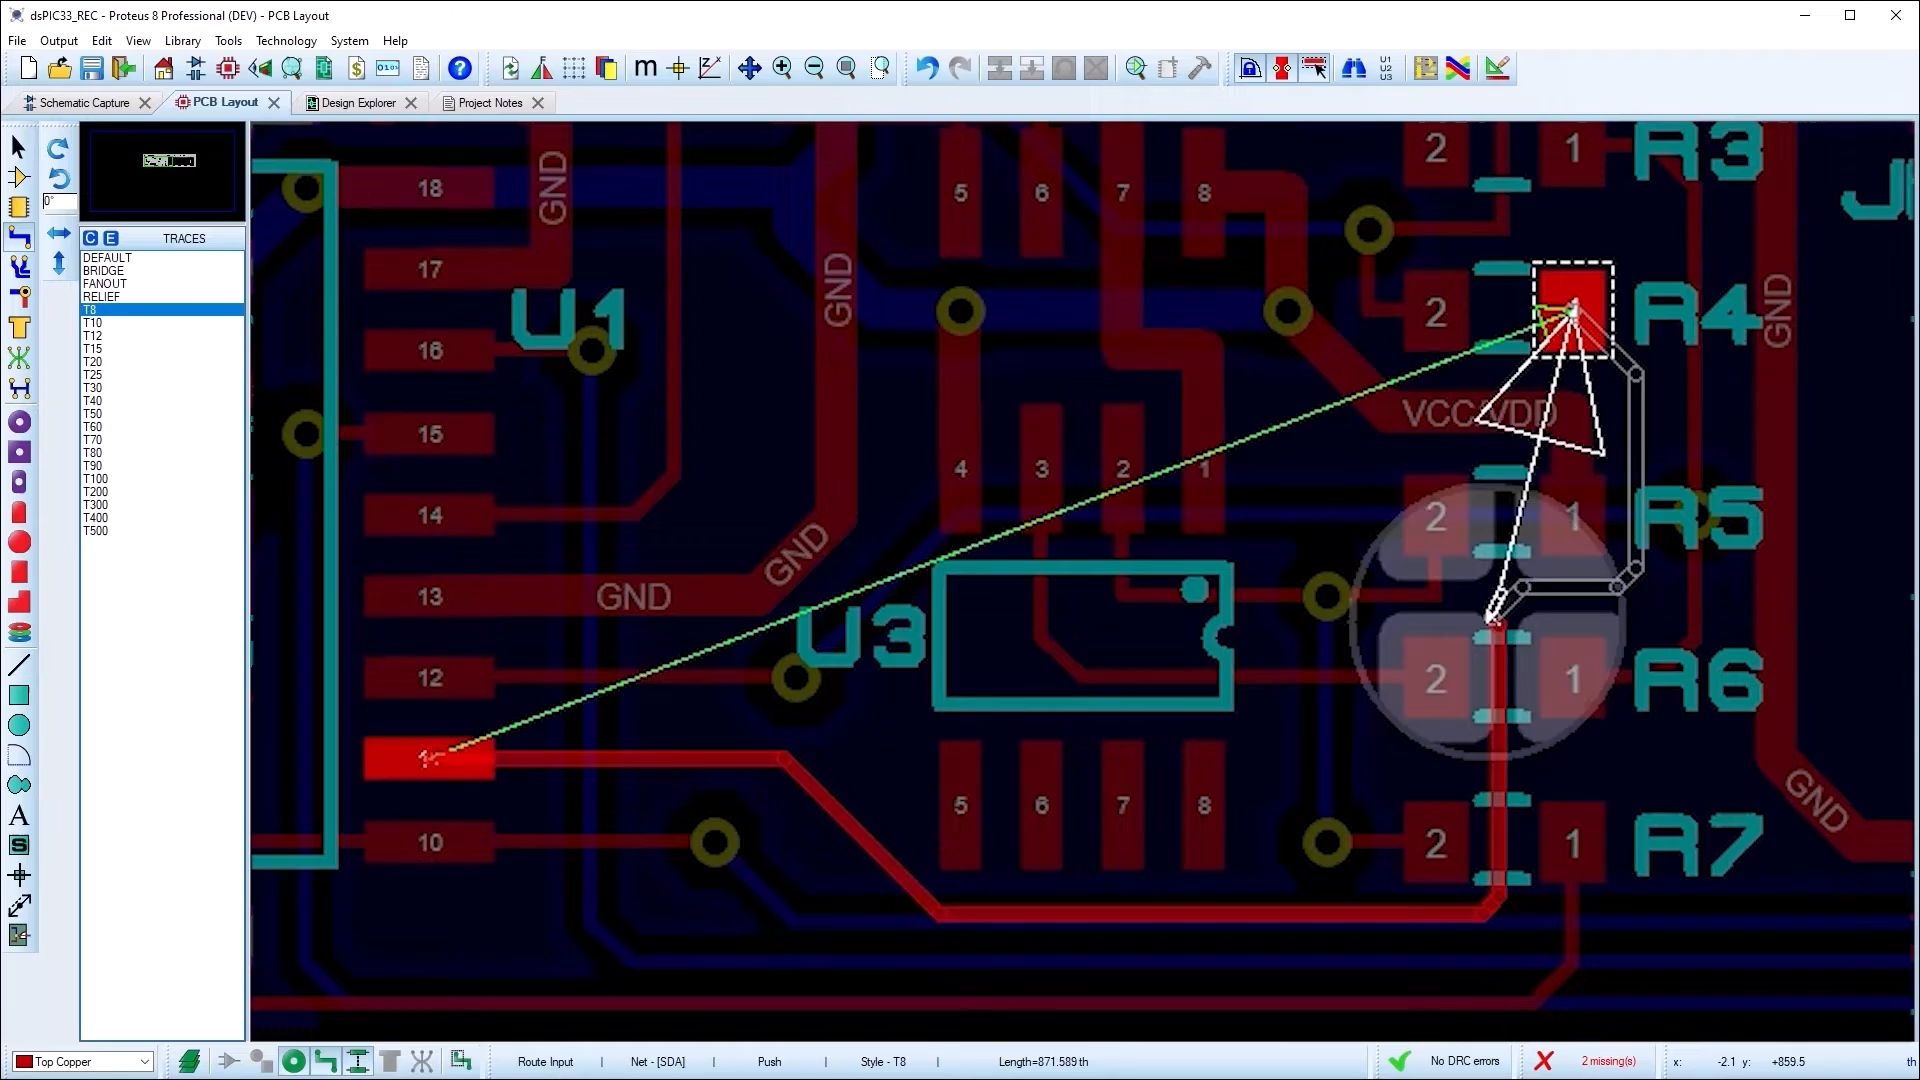 dsPIC33_REC - Proteus 8 Professional (DEV) - PCB Layout
File Output Edit View Library Tools Technology System Help
Schematic Capture PCB Layout Design Explorer Project Notes
0°
C E TRACES
DEFAULT
BRIDGE
FANOUT
RELIEF
T8
T10
T12
T15
T20
T25
T30
T40
T50
T60
T70
T80
T90
T100
T200
T300
T400
T500
18
17
16
15
14
13
12
10
U1
GND
GND
GND
GND
5 6 7 8
4 3 2 1
U3
5 6 7 8
2 1 R3
2 R4
VCC/VDD
2 1 R5
2 1 R6
2 1 R7
GND
GND
Top Copper
Route Input | Net - [SDA] | Push | Style - T8 | Length=871.589 th
No DRC errors
2 missing(s)
x: -2.1 y: +859.5 th